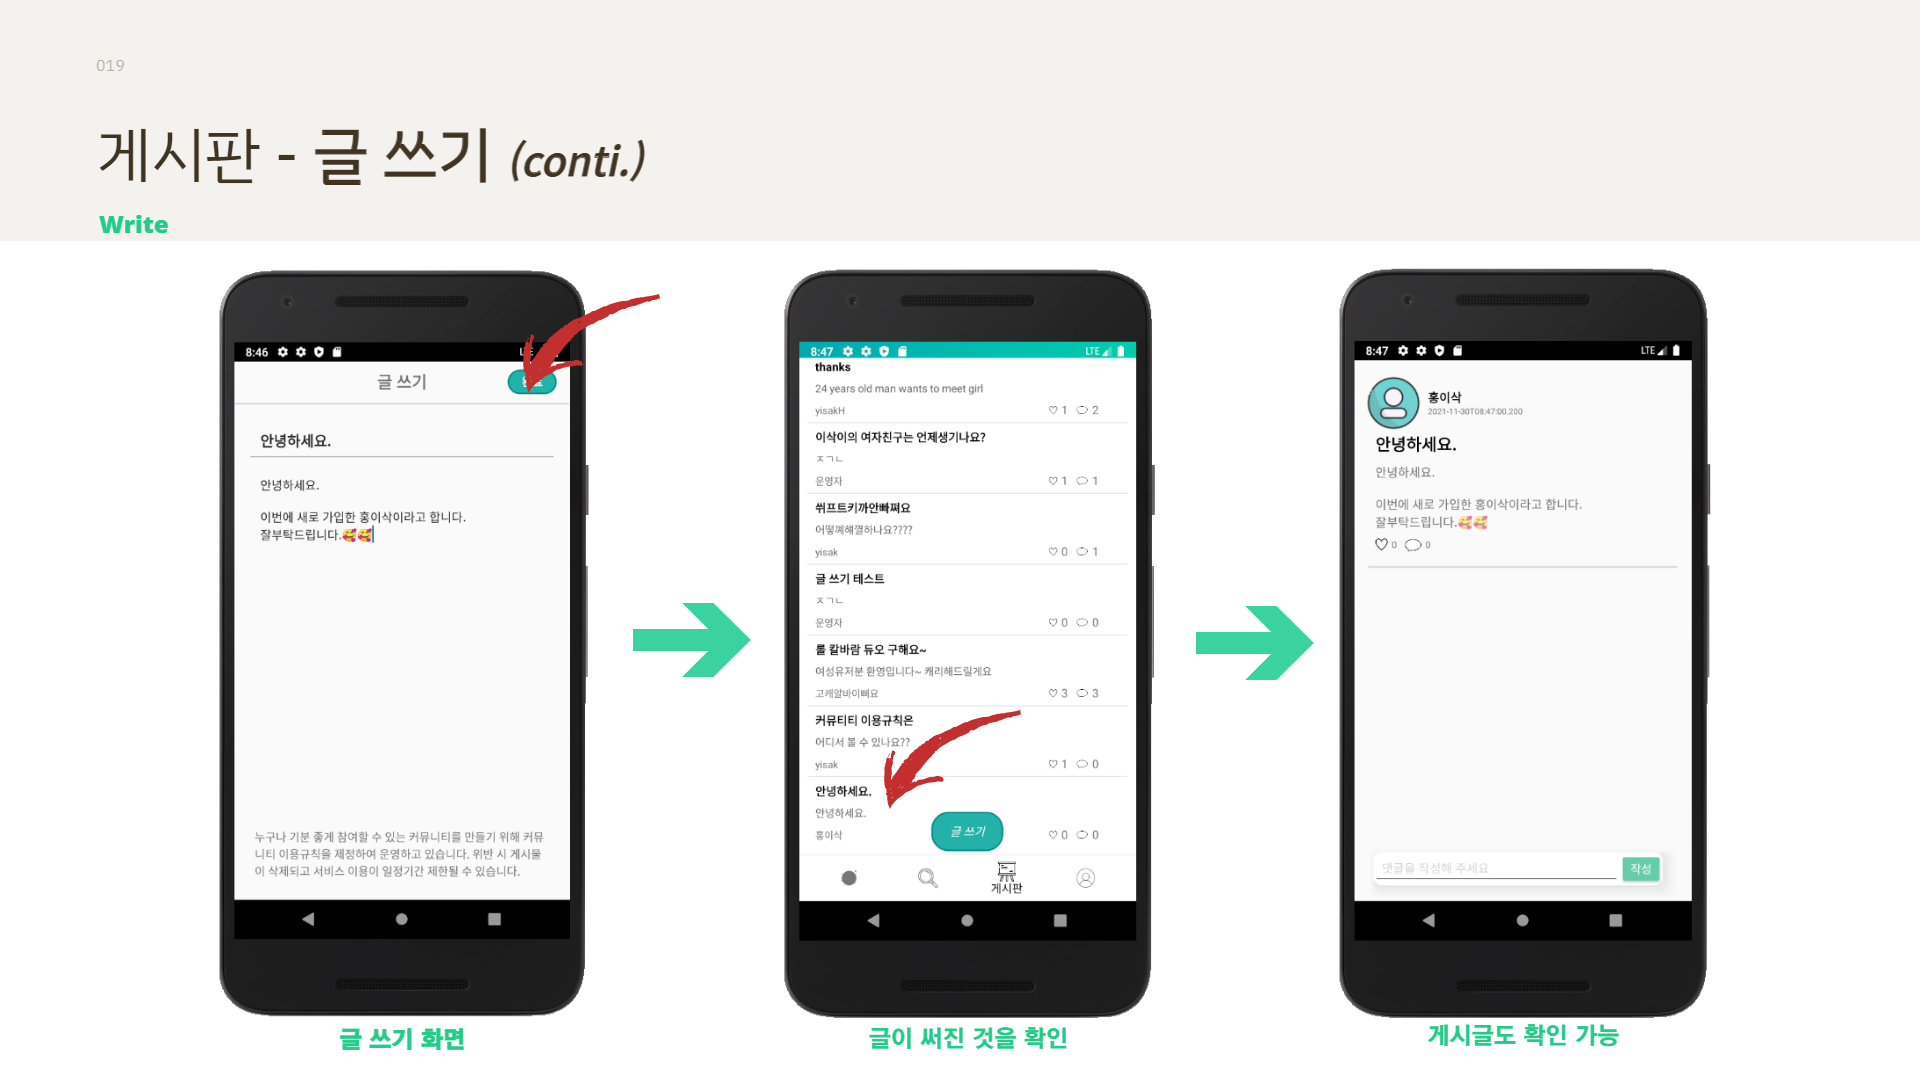 019
게시판 - 글 쓰기 (conti.)
Write
8:46
글 쓰기
안녕하세요.
안녕하세요.
이번에 새로 가입한 홍이삭이라고 합니다.
잘부탁드립니다.🥰🥰
누구나 기분 좋게 참여할 수 있는 커뮤니티를 만들기 위해 커뮤
니티 이용규칙을 제정하여 운영하고 있습니다. 위반 시 게시물
이 삭제되고 서비스 이용이 일정기간 제한될 수 있습니다.
글 쓰기 화면
8:47 LTE
thanks
24 years old man wants to meet girl
yisakH 1 2
이삭이의 여자친구는 언제생기나요?
ㅈㄱㄴ
운영자 1 1
쒸프트키까안빠쪄요
어떻께해껼하나요????
yisak 0 1
글 쓰기 테스트
ㅈㄱㄴ
운영자 0 0
롤 칼바람 듀오 구해요~
여성유저분 환영입니다~ 캐리해드릴게요
고캐알바이뻐요 3 3
커뮤티티 이용규칙은
어디서 볼 수 있나요??
yisak 1 0
안녕하세요.
안녕하세요.
홍이삭 0 0
글 쓰기
게시판
글이 써진 것을 확인
8:47 LTE
홍이삭
2021-11-30T08:47:00.200
안녕하세요.
안녕하세요.
이번에 새로 가입한 홍이삭이라고 합니다.
잘부탁드립니다.🥰🥰
0 0
댓글을 작성해 주세요 작성
게시글도 확인 가능